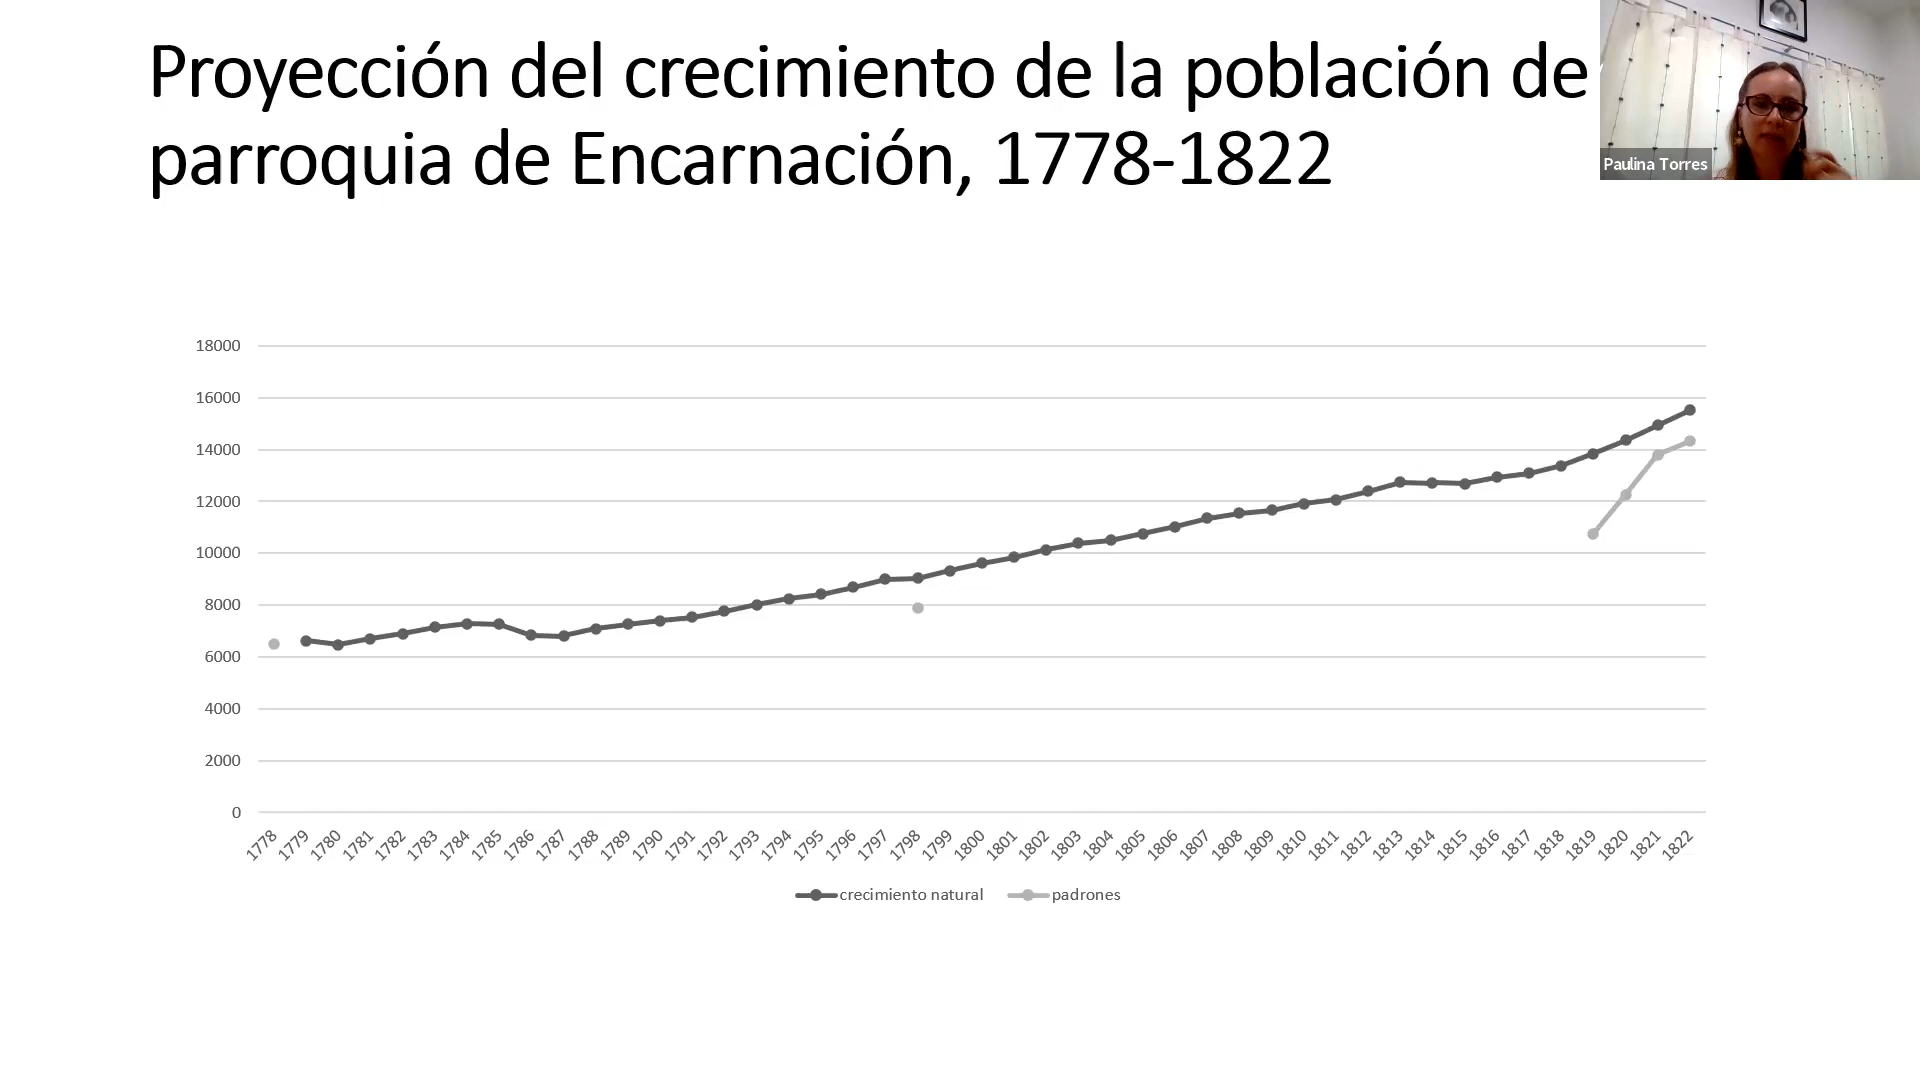 Proyección del crecimiento de la población de
parroquia de Encarnación, 1778-1822
Paulina Torres
18000
16000
14000
12000
10000
8000
6000
4000
2000
0
1778 1779 1780 1781 1782 1783 1784 1785 1786 1787 1788 1789 1790 1791 1792 1793 1794 1795 1796 1797 1798 1799 1800 1801 1802 1803 1804 1805 1806 1807 1808 1809 1810 1811 1812 1813 1814 1815 1816 1817 1818 1819 1820 1821 1822
crecimiento natural padrones